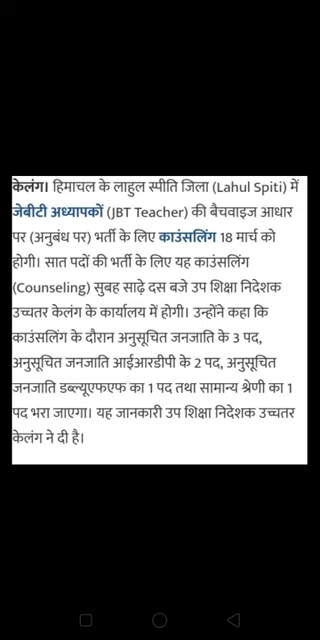 केलंग। हिमाचल के लाहुल स्पीति जिला (Lahul Spiti) में
जेबीटी अध्यापकों (JBT Teacher) की बैचवाइज आधार
पर (अनुबंध पर) भर्ती के लिए काउंसलिंग 18 मार्च को
होगी। सात पदों की भर्ती के लिए यह काउंसलिंग
(Counseling) सुबह साढ़े दस बजे उप शिक्षा निदेशक
उच्चतर केलंग के कार्यालय में होगी। उन्होंने कहा कि
काउंसलिंग के दौरान अनुसूचित जनजाति के 3 पद,
अनुसूचित जनजाति आईआरडीपी के 2 पद, अनुसूचित
जनजाति डब्ल्यूएफएफ का 1 पद तथा सामान्य श्रेणी का 1
पद भरा जाएगा। यह जानकारी उप शिक्षा निदेशक उच्चतर
केलंग ने दी है।